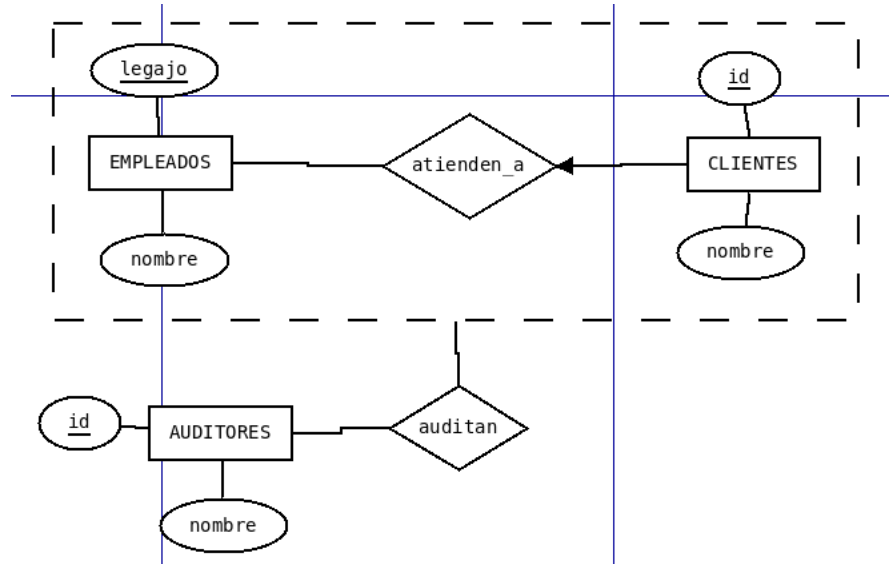 legajo
id
EMPLEADOS
atienden_a
CLIENTES
nombre
nombre
id
AUDITORES
auditan
nombre